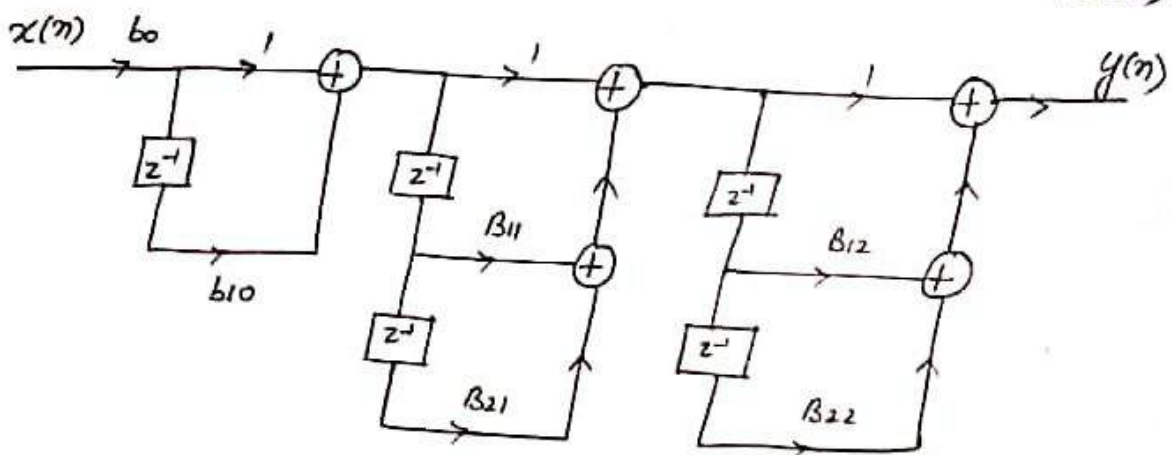 x(n) b0 1 + 1 + 1 + y(n)
z⁻¹ z⁻¹ z⁻¹
B11 + B12 +
b10
z⁻¹ z⁻¹
B21 B22